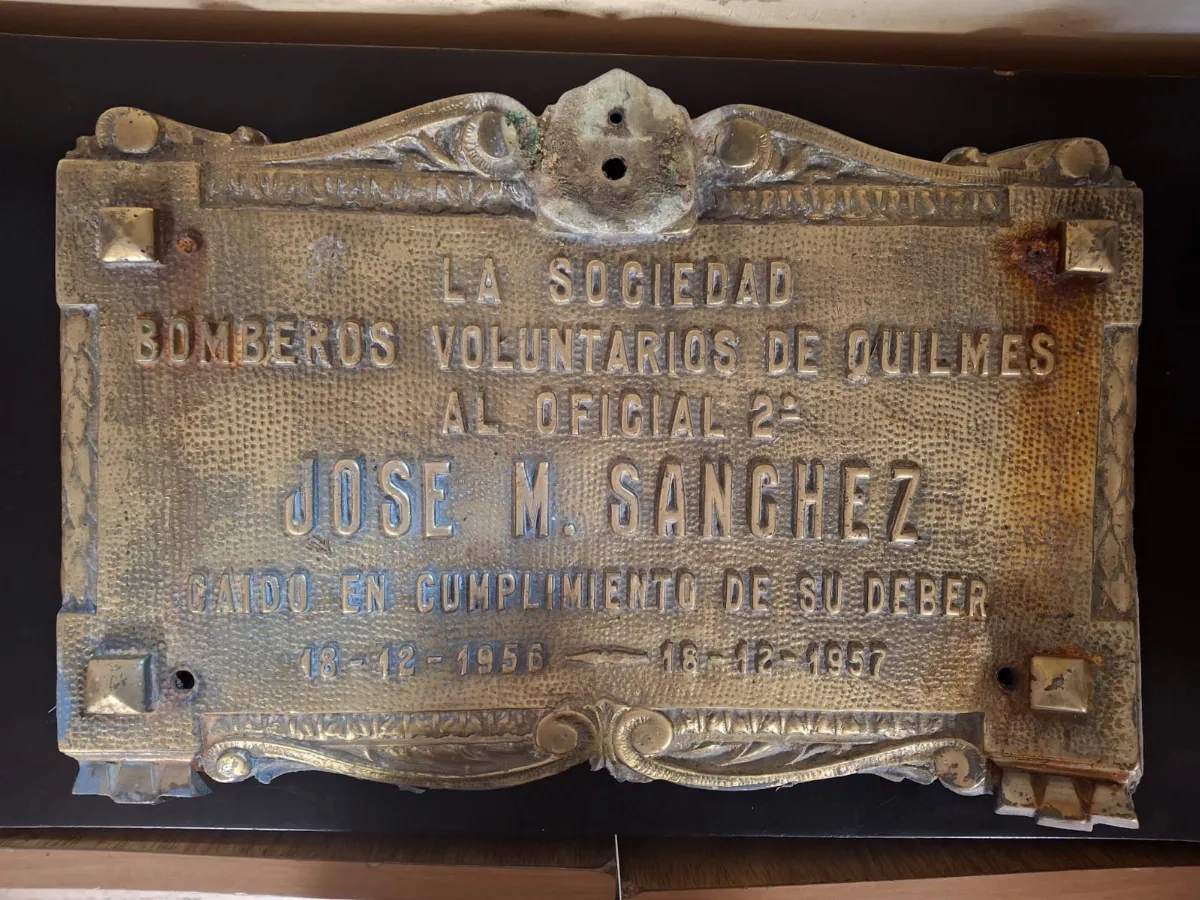 LA SOCIEDAD
BOMBEROS VOLUNTARIOS DE QUILMES
AL OFICIAL 2º
JOSE M. SANCHEZ
CAIDO EN CUMPLIMIENTO DE SU DEBER
18-12-1956 — 18-12-1957